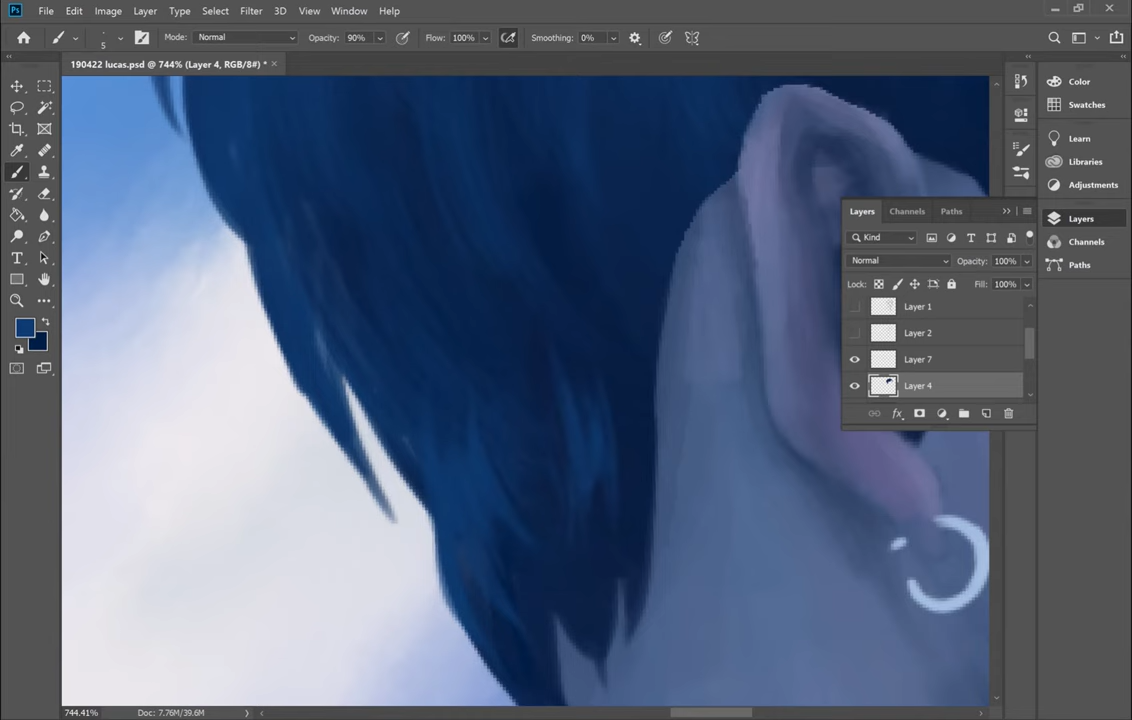 Ps File Edit Image Layer Type Select Filter 3D View Window Help
5 Mode: Normal Opacity: 90% Flow: 100% Smoothing: 0%
190422 lucas.psd @ 744% (Layer 4, RGB/8#) *
Color
Swatches
Learn
Libraries
Adjustments
Layers
Channels
Paths
Layers Channels Paths
Kind
Normal Opacity: 100%
Lock: Fill: 100%
Layer 1
Layer 2
Layer 7
Layer 4
fx
744.41% Doc: 7.76M/39.6M